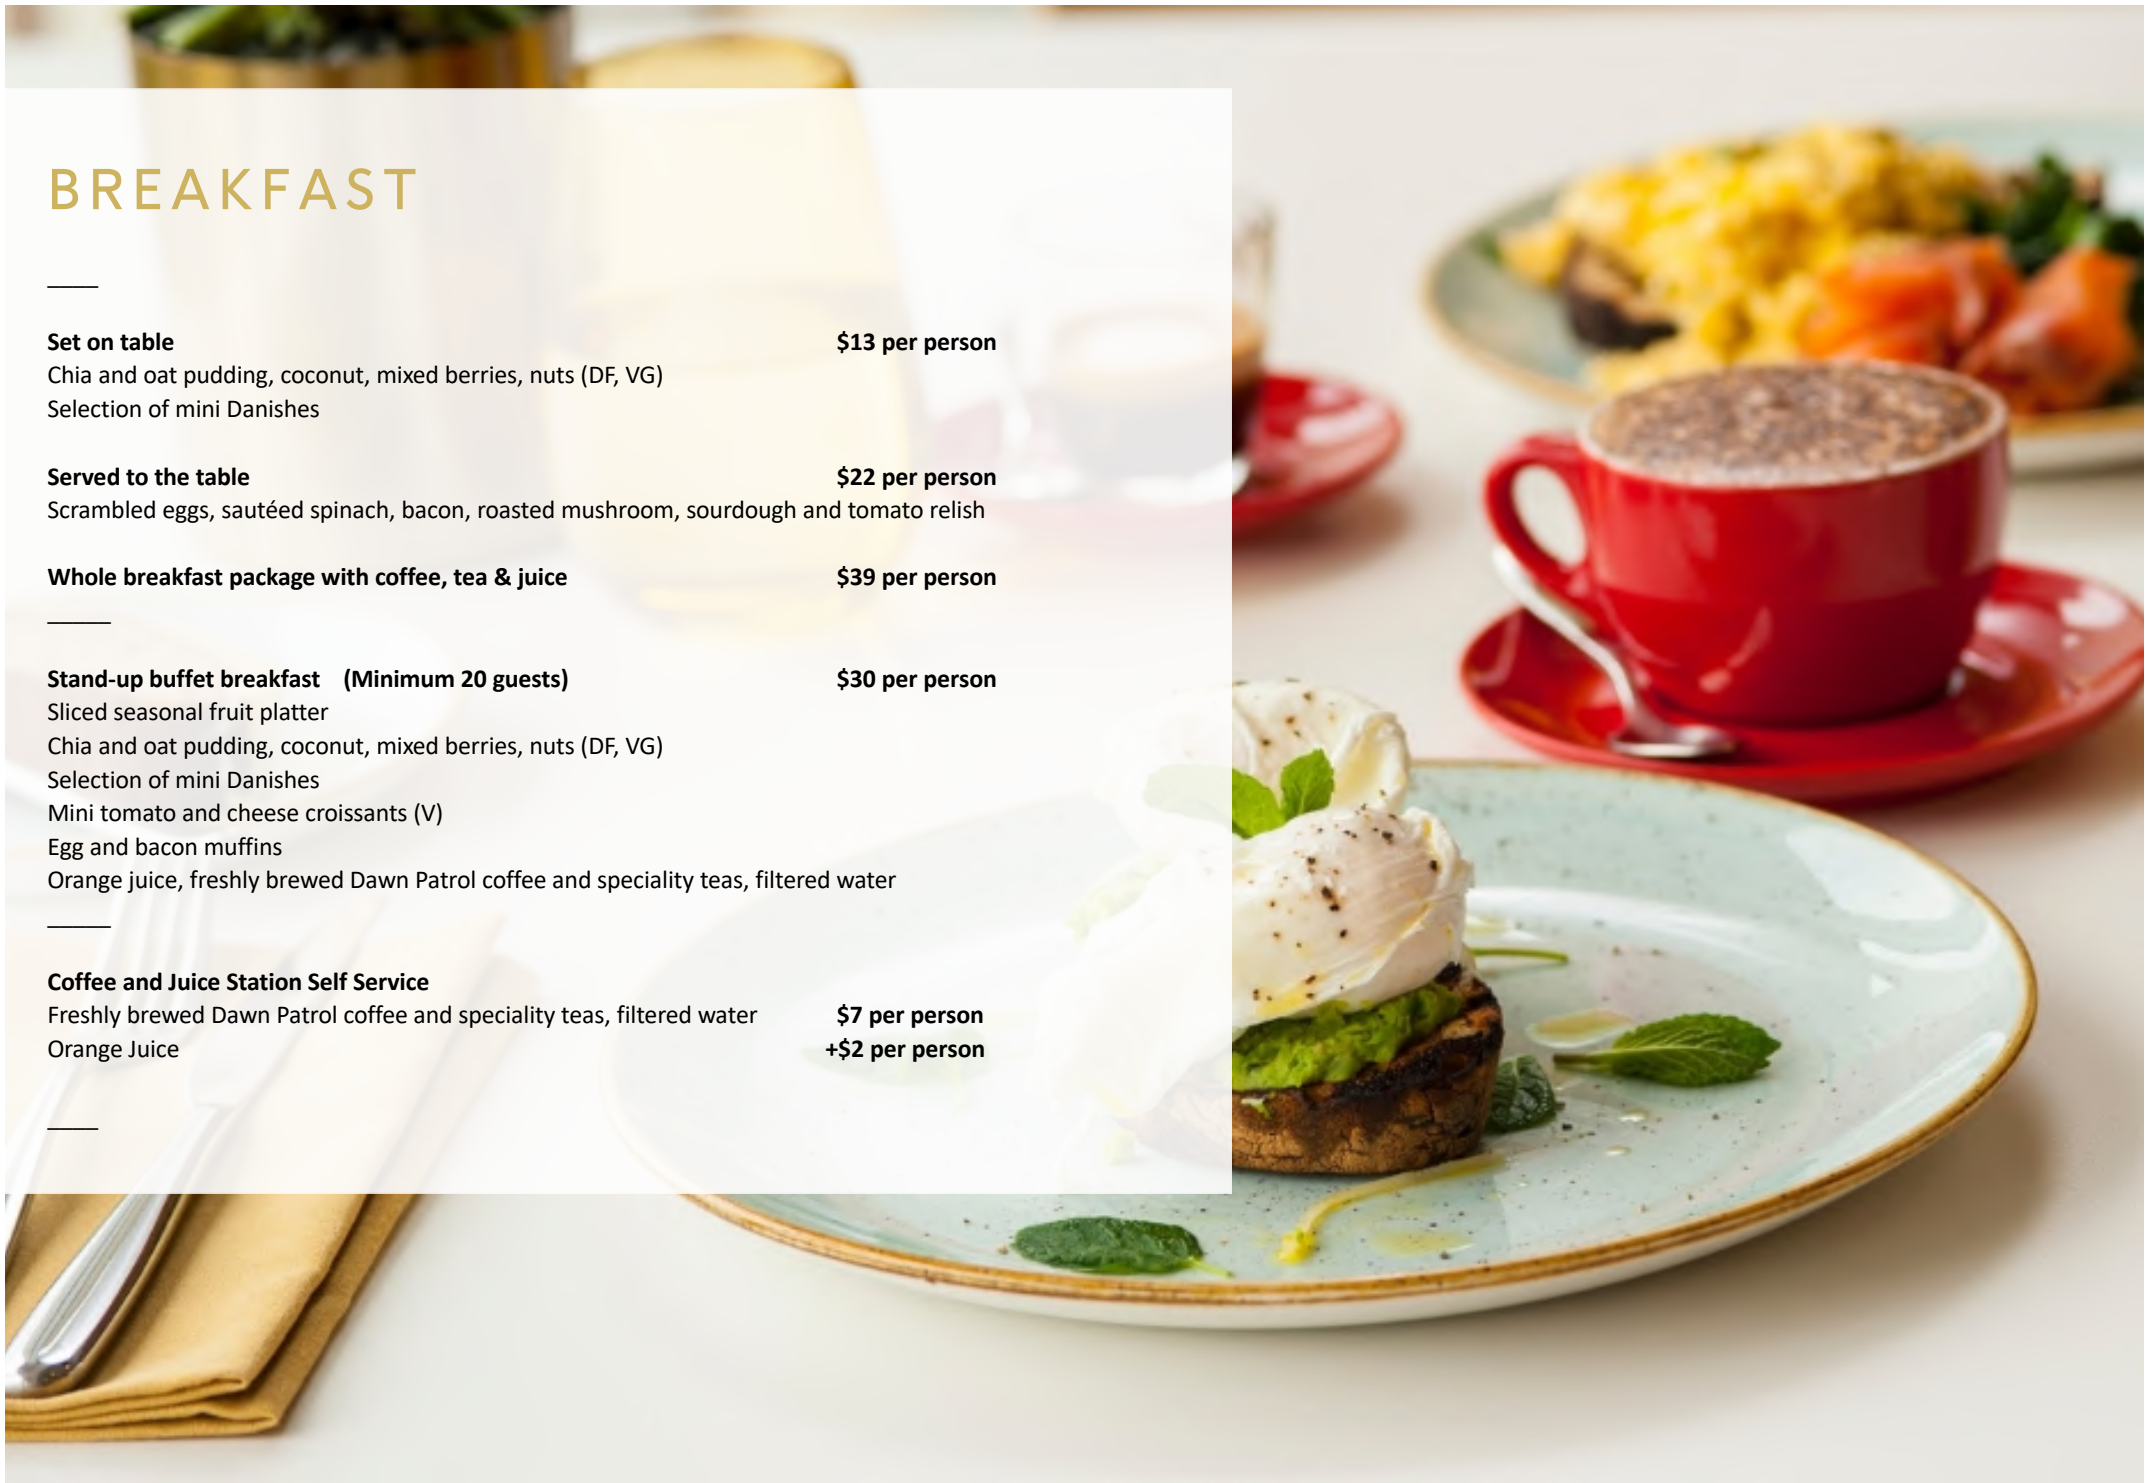 BREAKFAST
Set on table $13 per person
Chia and oat pudding, coconut, mixed berries, nuts (DF, VG)
Selection of mini Danishes
Served to the table $22 per person
Scrambled eggs, sautéed spinach, bacon, roasted mushroom, sourdough and tomato relish
Whole breakfast package with coffee, tea & juice $39 per person
Stand-up buffet breakfast (Minimum 20 guests) $30 per person
Sliced seasonal fruit platter
Chia and oat pudding, coconut, mixed berries, nuts (DF, VG)
Selection of mini Danishes
Mini tomato and cheese croissants (V)
Egg and bacon muffins
Orange juice, freshly brewed Dawn Patrol coffee and speciality teas, filtered water
Coffee and Juice Station Self Service
Freshly brewed Dawn Patrol coffee and speciality teas, filtered water $7 per person
Orange Juice +$2 per person